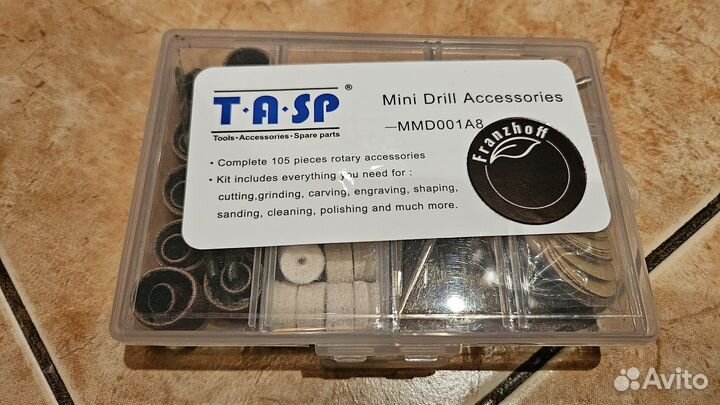 T·A·SP®
Tools·Accessories·Spare parts
Mini Drill Accessories
—MMD001A8
Franzhoff
• Complete 105 pieces rotary accessories
• Kit includes everything you need for :
cutting,grinding, carving, engraving, shaping,
sanding, cleaning, polishing and much more.
Avito